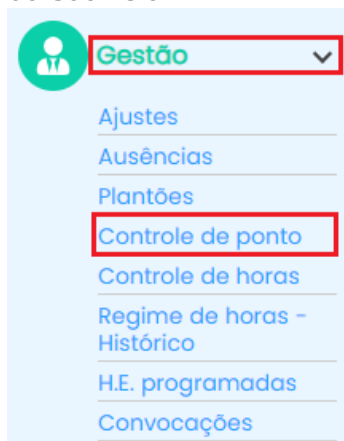 Gestão
Ajustes
Ausências
Plantões
Controle de ponto
Controle de horas
Regime de horas -
Histórico
H.E. programadas
Convocações